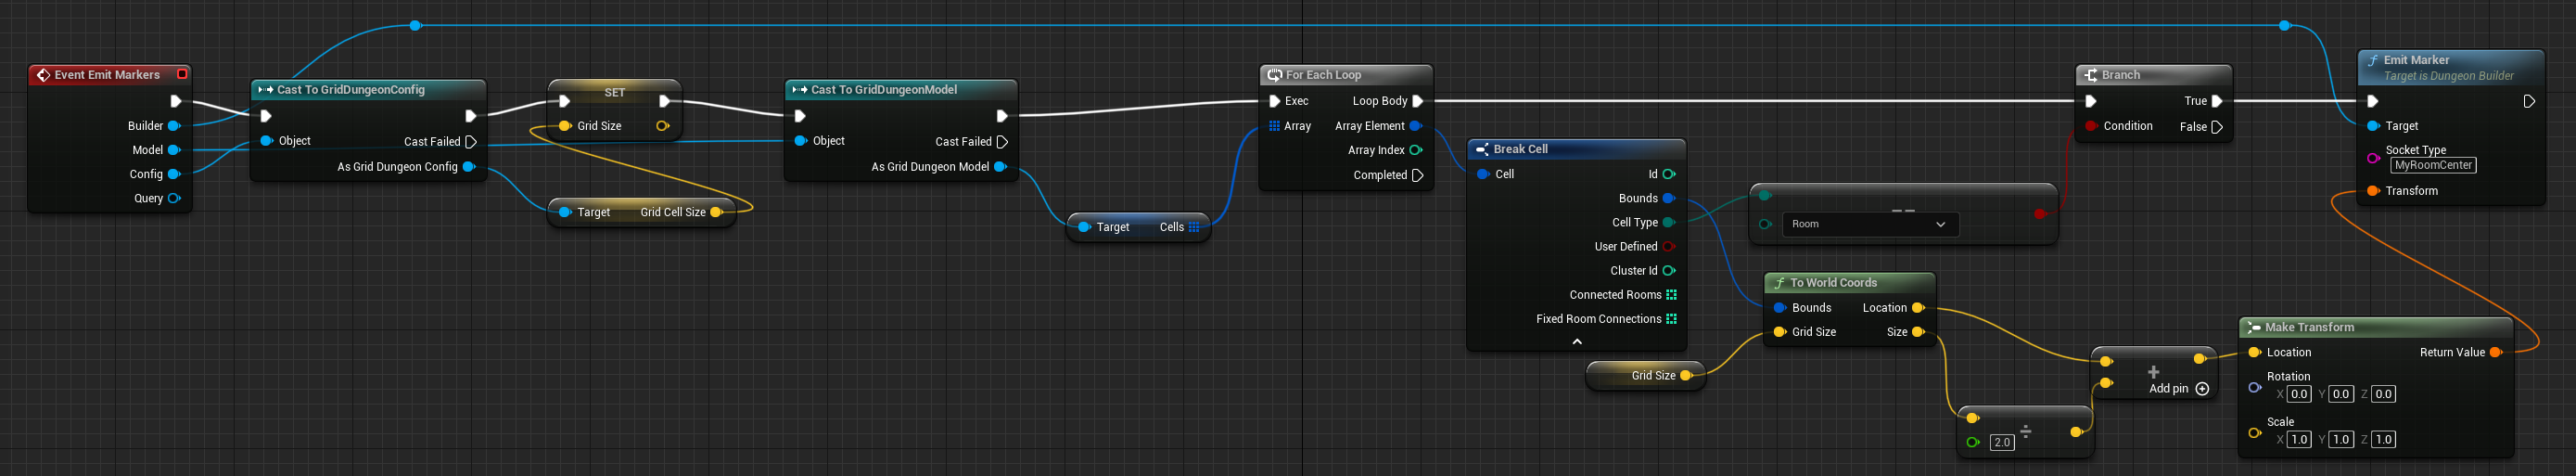 Event Emit Markers
Builder
Model
Config
Query
Cast To GridDungeonConfig
Object
Cast Failed
As Grid Dungeon Config
SET
Grid Size
Target
Grid Cell Size
Cast To GridDungeonModel
Object
Cast Failed
As Grid Dungeon Model
Target
Cells
For Each Loop
Exec
Loop Body
Array
Array Element
Array Index
Completed
Break Cell
Cell
Id
Bounds
Cell Type
User Defined
Cluster Id
Connected Rooms
Fixed Room Connections
Grid Size
==
Room
To World Coords
Bounds
Location
Grid Size
Size
÷
2.0
+
Add pin
Branch
True
Condition
False
Make Transform
Location
Return Value
Rotation
X 0.0 Y 0.0 Z 0.0
Scale
X 1.0 Y 1.0 Z 1.0
f Emit Marker
Target is Dungeon Builder
Target
Socket Type
MyRoomCenter
Transform